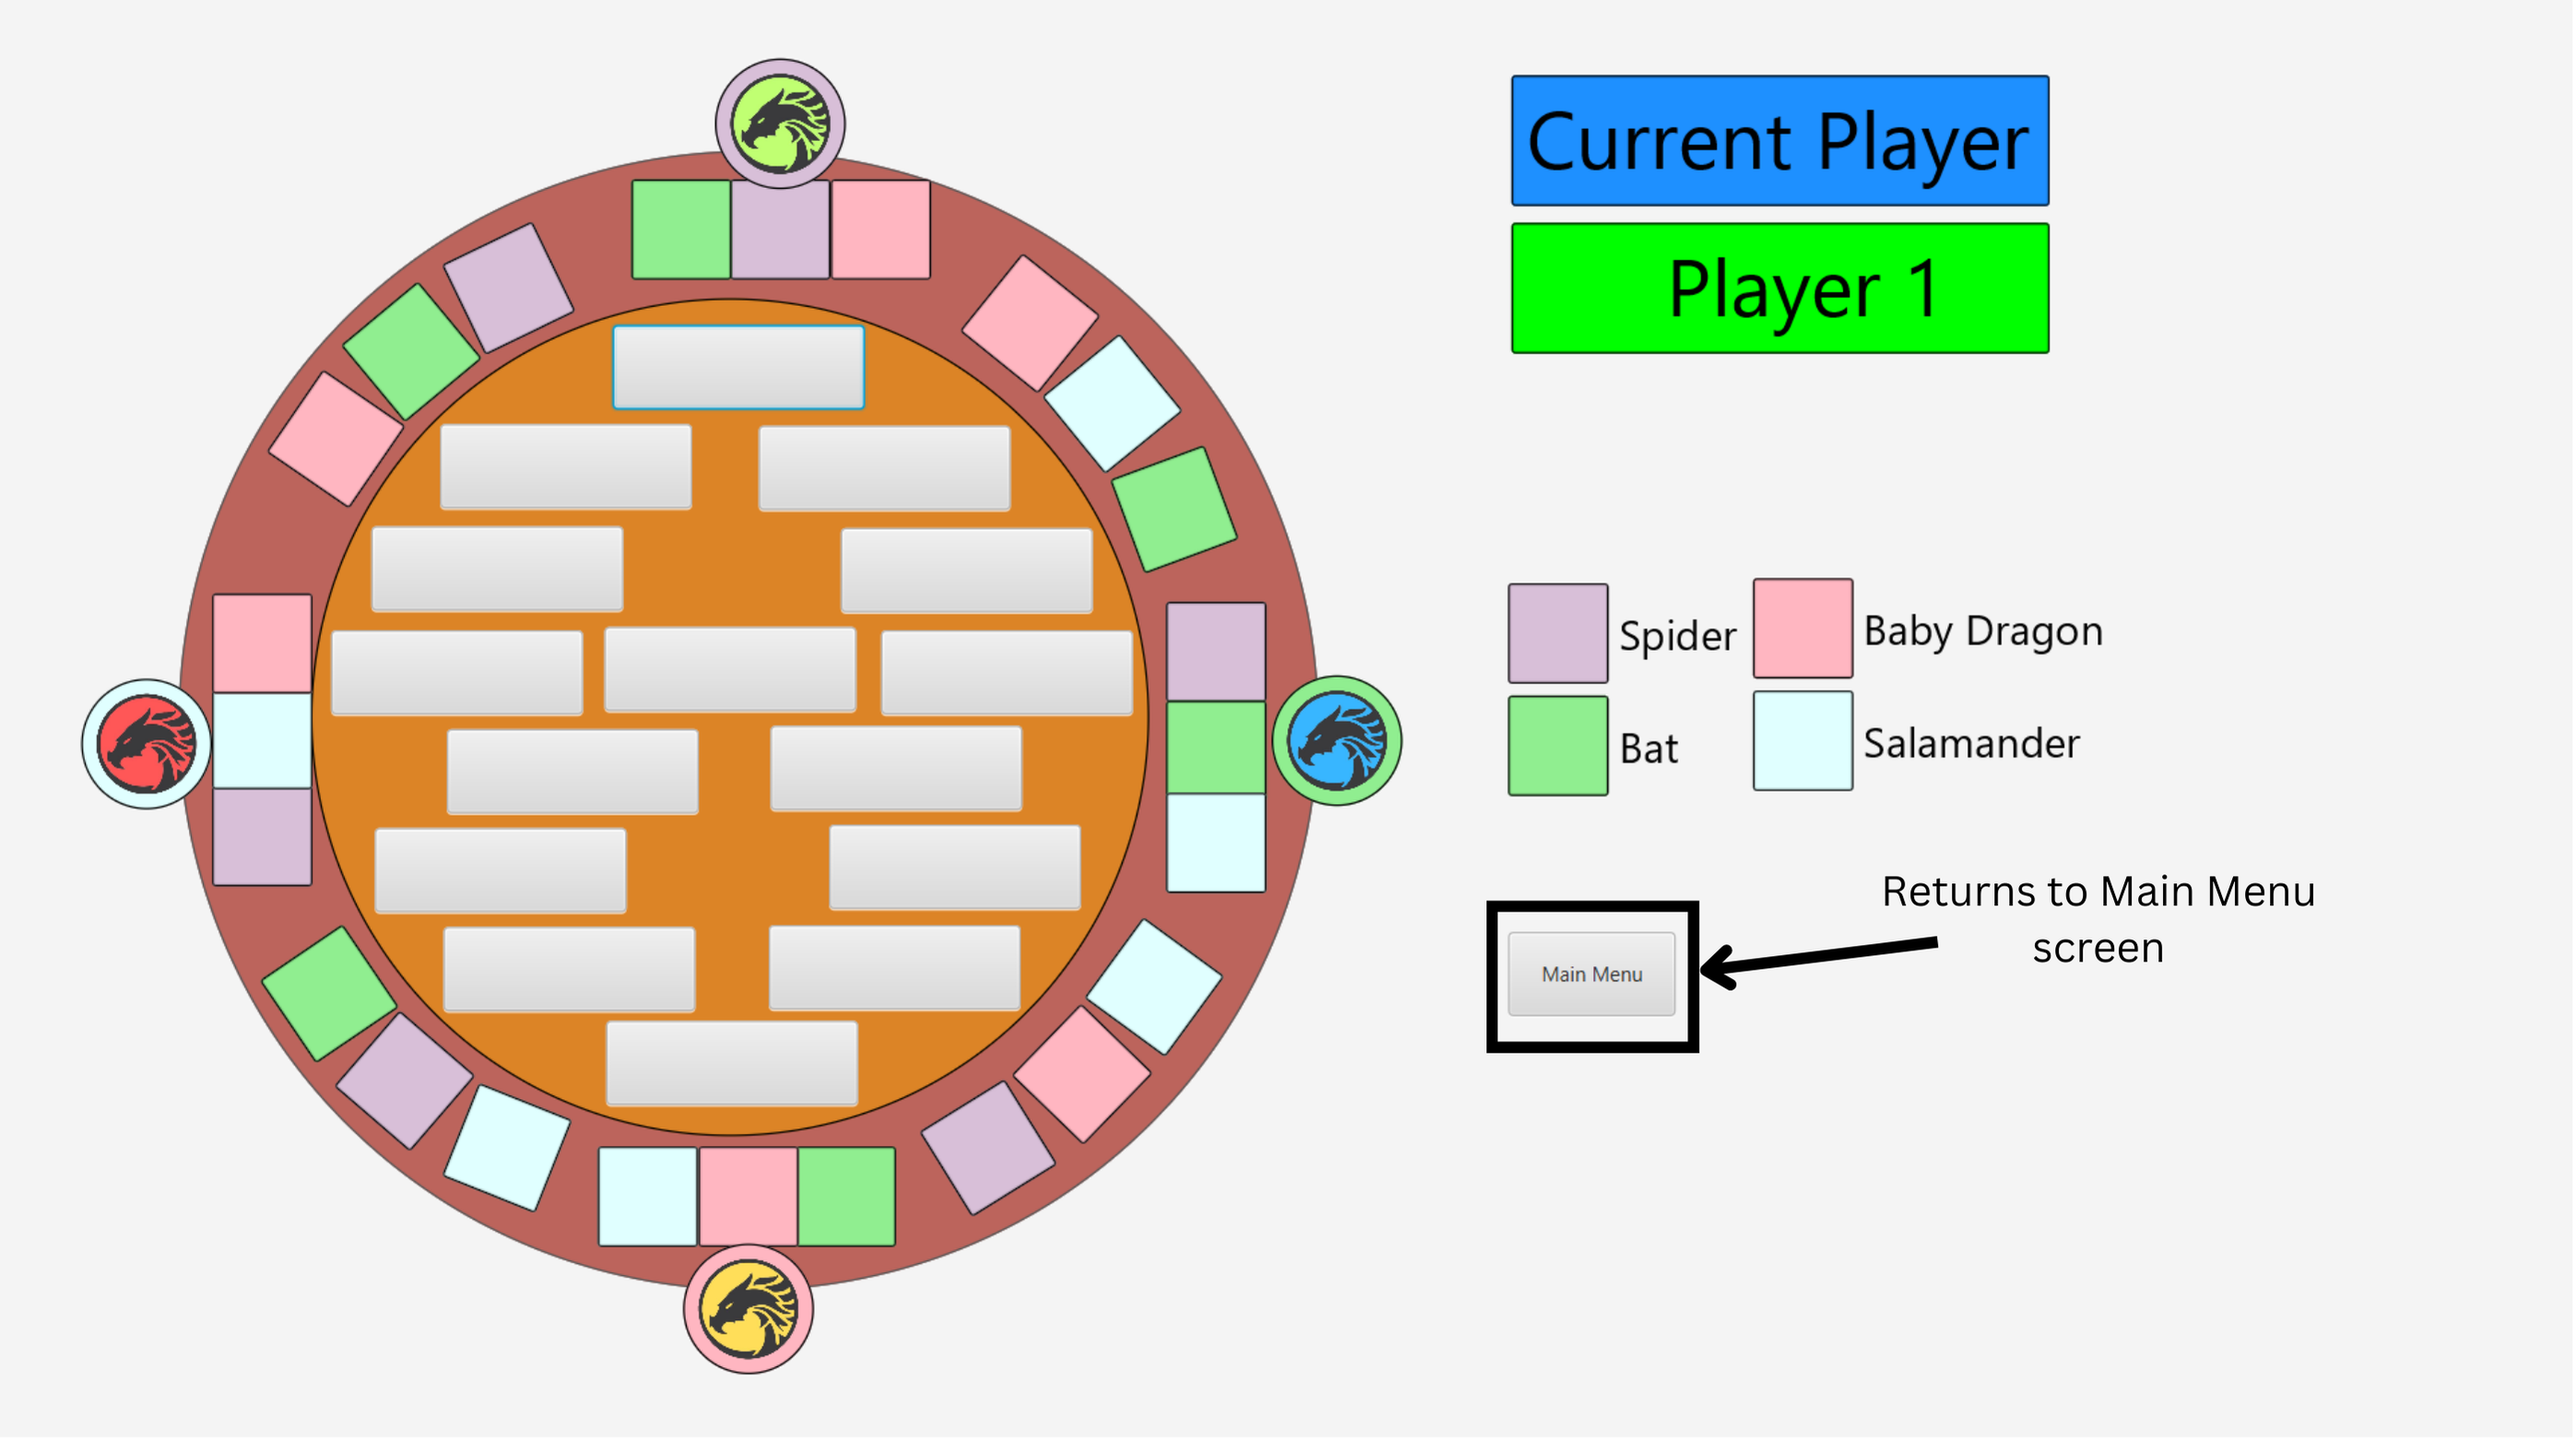 Current Player
Player 1
Spider
Baby Dragon
Bat
Salamander
Returns to Main Menu
screen
Main Menu